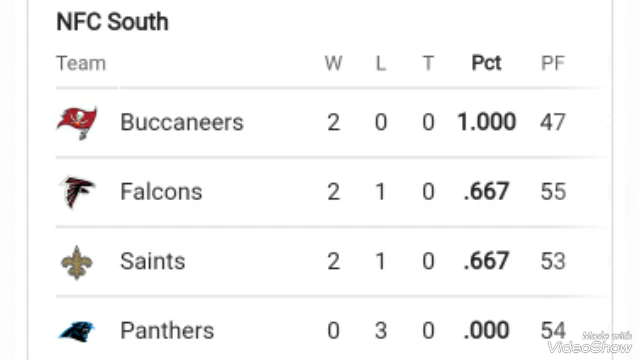 NFC South
Team W L T Pct PF
Buccaneers 2 0 0 1.000 47
Falcons 2 1 0 .667 55
Saints 2 1 0 .667 53
Panthers 0 3 0 .000 54
Made with
VideoShow